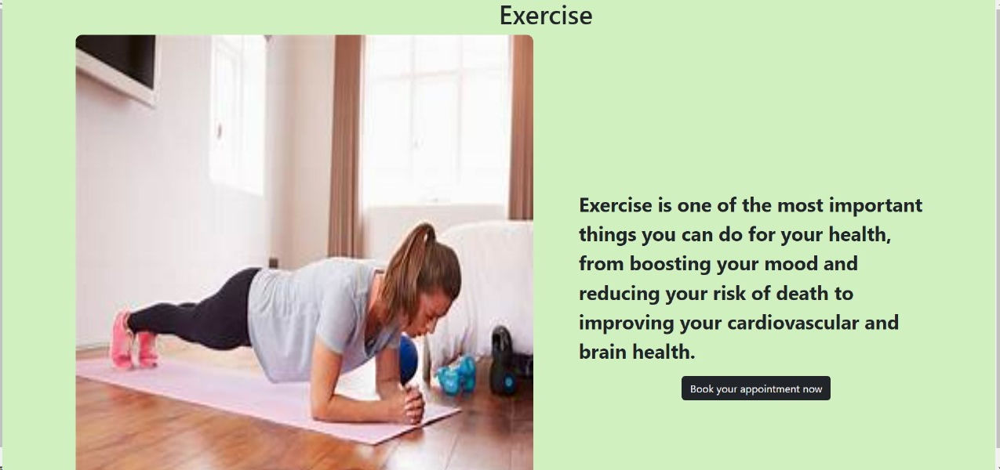 Exercise
Exercise is one of the most important
things you can do for your health,
from boosting your mood and
reducing your risk of death to
improving your cardiovascular and
brain health.
Book your appointment now